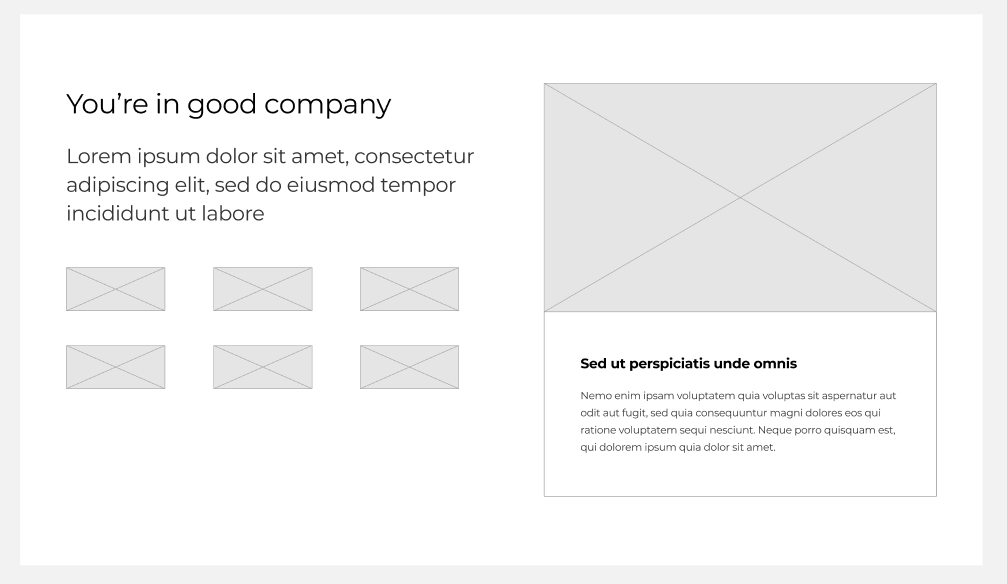 You’re in good company
Lorem ipsum dolor sit amet, consectetur
adipiscing elit, sed do eiusmod tempor
incididunt ut labore
Sed ut perspiciatis unde omnis
Nemo enim ipsam voluptatem quia voluptas sit aspernatur aut
odit aut fugit, sed quia consequuntur magni dolores eos qui
ratione voluptatem sequi nesciunt. Neque porro quisquam est,
qui dolorem ipsum quia dolor sit amet.